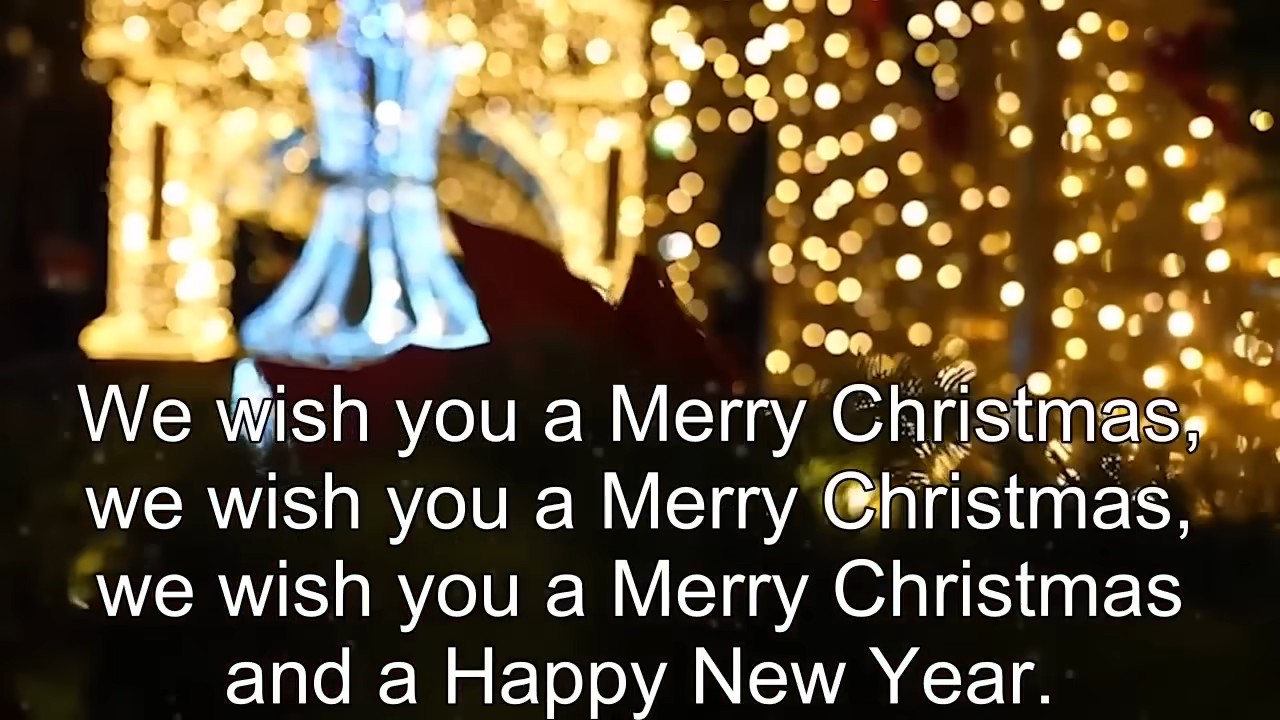 We wish you a Merry Christmas,
we wish you a Merry Christmas,
we wish you a Merry Christmas
and a Happy New Year.